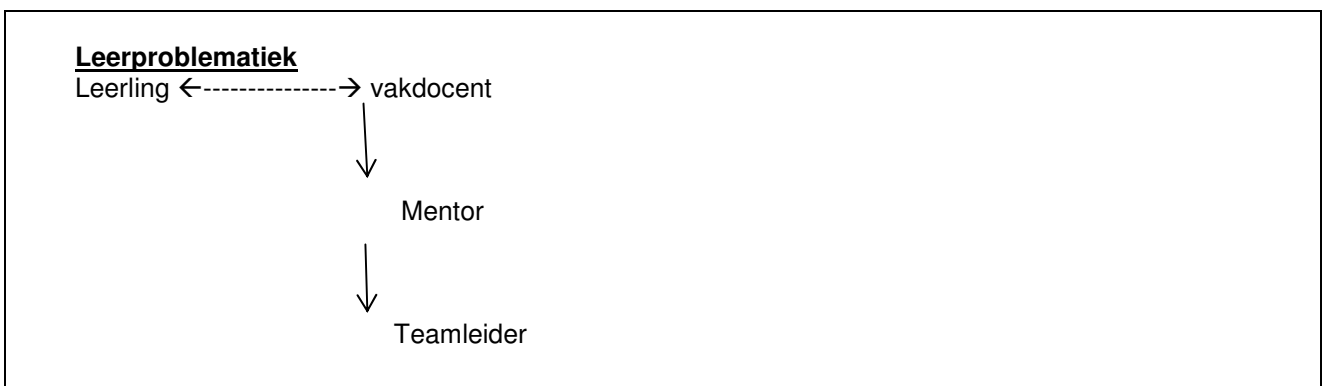 Leerproblematiek
Leerling ←---------------→ vakdocent
Mentor
Teamleider